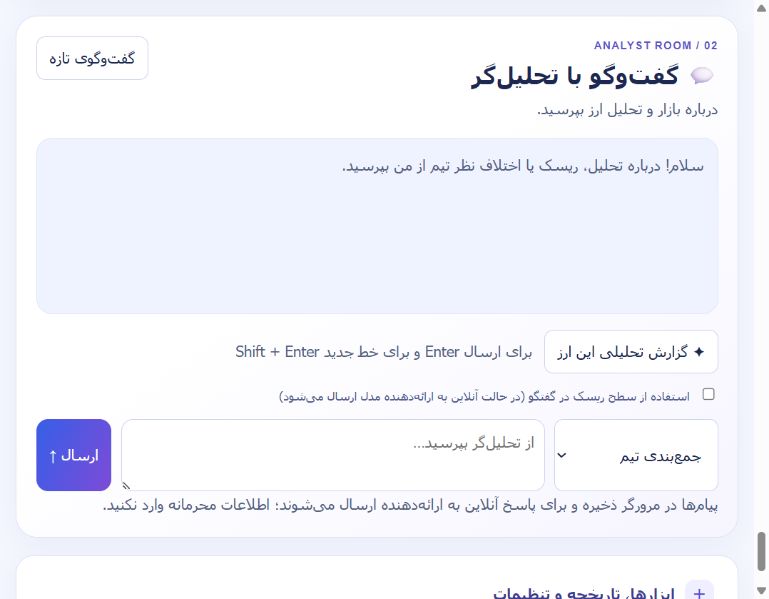 ANALYST ROOM / 02
گفت‌وگو با تحلیل‌گر
گفت‌وگوی تازه
درباره بازار و تحلیل ارز بپرسید.
سلام! درباره تحلیل، ریسک یا اختلاف نظر تیم از من بپرسید.
✦ گزارش تحلیلی این ارز
برای ارسال Enter و برای خط جدید Shift + Enter
استفاده از سطح ریسک در گفتگو (در حالت آنلاین به ارائه‌دهنده مدل ارسال می‌شود)
جمع‌بندی تیم
از تحلیل‌گر بپرسید...
ارسال ↑
پیام‌ها در مرورگر ذخیره و برای پاسخ آنلاین به ارائه‌دهنده ارسال می‌شوند؛ اطلاعات محرمانه وارد نکنید.
+ ابزارها، تاریخچه و تنظیمات